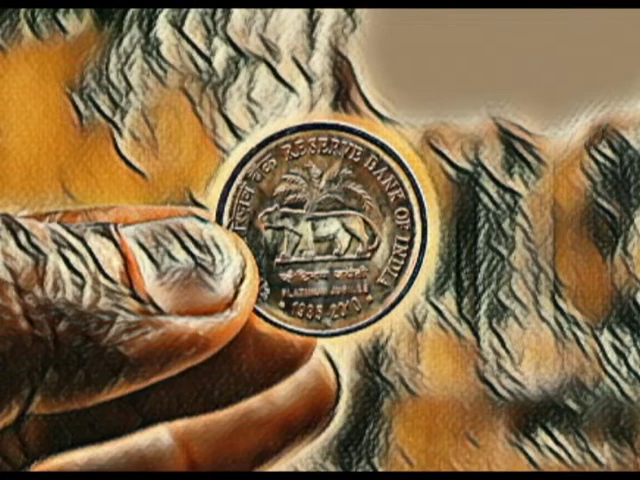 बैंक RESERVE BANK OF INDIA
PLATINUM JUBILEE
1935-2010